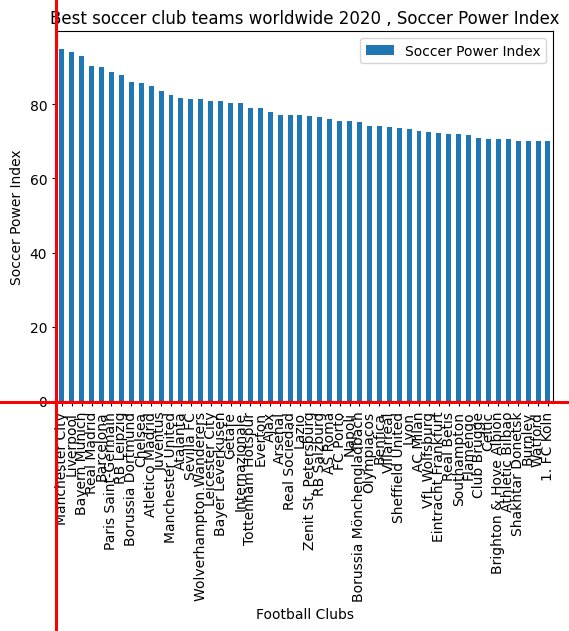 Best soccer club teams worldwide 2020 , Soccer Power Index
Soccer Power Index
Soccer Power Index
80
60
40
20
0
Manchester City
Liverpool
Bayern Munich
Real Madrid
Barcelona
Paris Saint-Germain
RB Leipzig
Borussia Dortmund
Chelsea
Atletico Madrid
Juventus
Manchester United
Atalanta
Sevilla FC
Wolverhampton Wanderers
Leicester City
Bayer Leverkusen
Getafe
Internazionale
Tottenham Hotspur
Everton
Ajax
Arsenal
Real Sociedad
Lazio
Zenit St. Petersburg
RB Salzburg
AS Roma
FC Porto
Napoli
Borussia Mönchengladbach
Olympiacos
Benfica
Villarreal
Sheffield United
Lyon
AC Milan
VfL Wolfsburg
Eintracht Frankfurt
Real Betis
Southampton
Flamengo
Club Brugge
Celtic
Brighton & Hove Albion
Athletic Bilbao
Shakhtar Donetsk
Burnley
Watford
1. FC Köln
Football Clubs